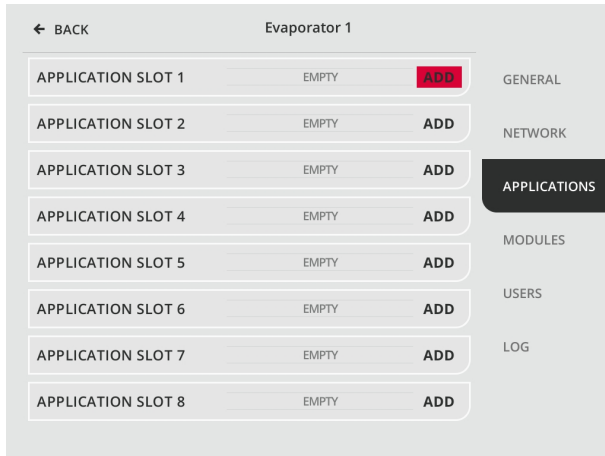 ← BACK Evaporator 1
APPLICATION SLOT 1 EMPTY ADD
GENERAL
APPLICATION SLOT 2 EMPTY ADD
NETWORK
APPLICATION SLOT 3 EMPTY ADD
APPLICATIONS
APPLICATION SLOT 4 EMPTY ADD
MODULES
APPLICATION SLOT 5 EMPTY ADD
USERS
APPLICATION SLOT 6 EMPTY ADD
LOG
APPLICATION SLOT 7 EMPTY ADD
APPLICATION SLOT 8 EMPTY ADD